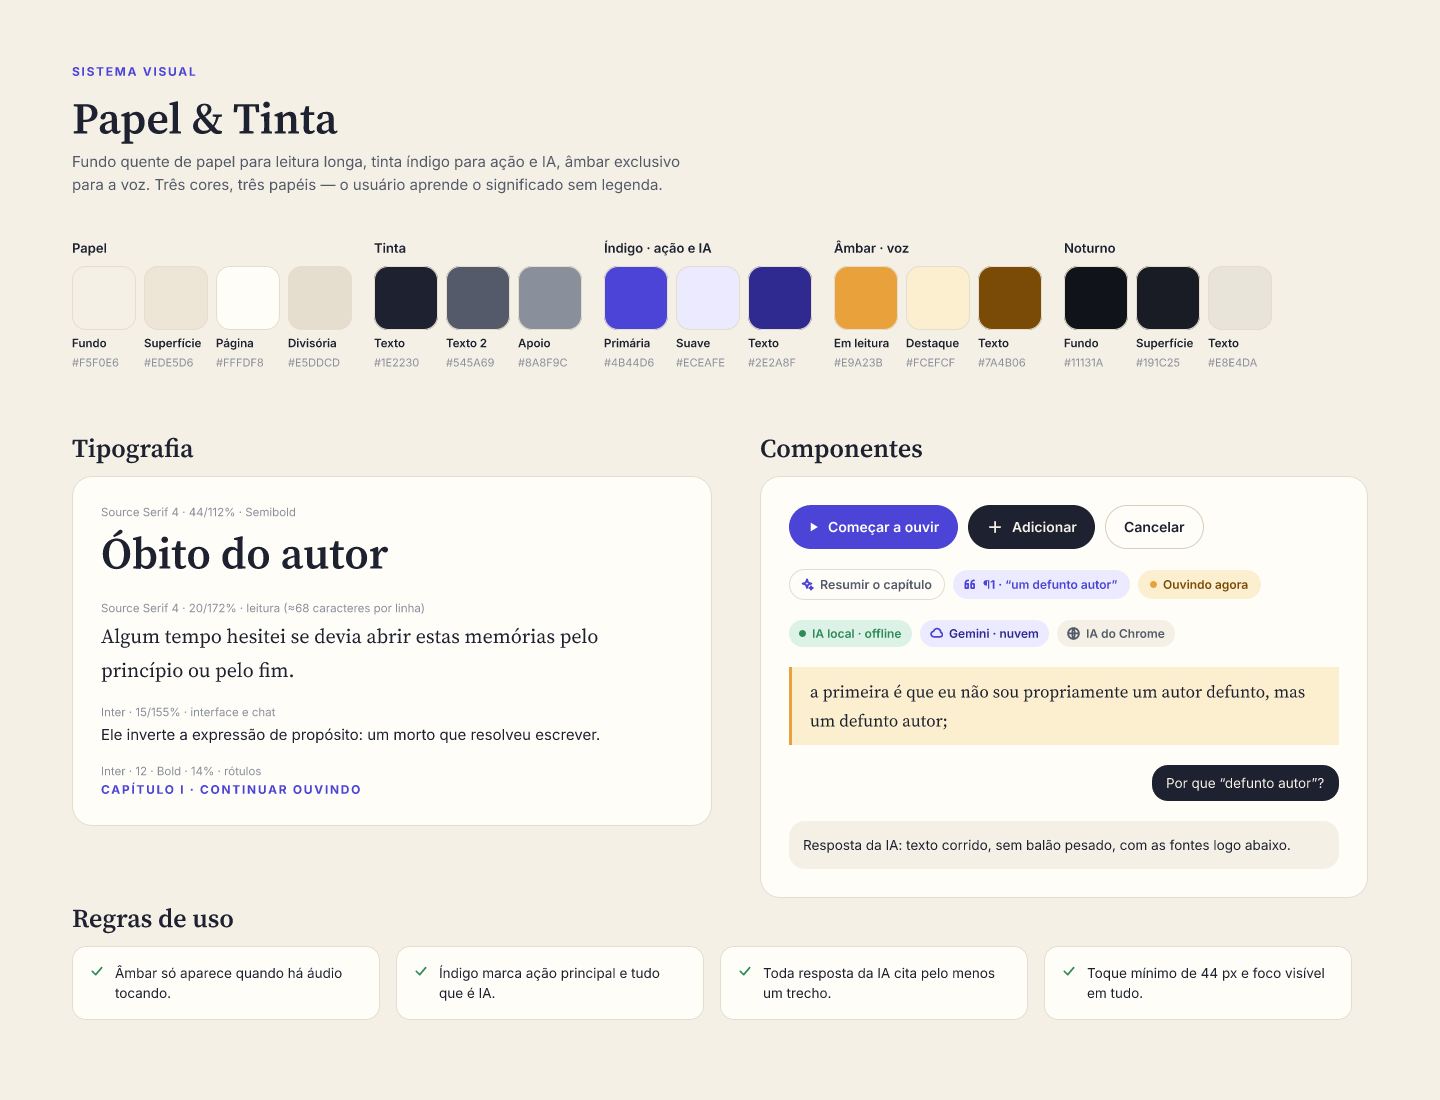 SISTEMA VISUAL
Papel & Tinta
Fundo quente de papel para leitura longa, tinta índigo para ação e IA, âmbar exclusivo
para a voz. Três cores, três papéis — o usuário aprende o significado sem legenda.
Papel
Fundo
#F5F0E6
Superfície
#EDE5D6
Página
#FFFDF8
Divisória
#E5DDCD
Tinta
Texto
#1E2230
Texto 2
#545A69
Apoio
#8A8F9C
Índigo · ação e IA
Primária
#4B44D6
Suave
#ECEAFE
Texto
#2E2A8F
Âmbar · voz
Em leitura
#E9A23B
Destaque
#FCEFCF
Texto
#7A4B06
Noturno
Fundo
#11131A
Superfície
#191C25
Texto
#E8E4DA
Tipografia
Source Serif 4 · 44/112% · Semibold
Óbito do autor
Source Serif 4 · 20/172% · leitura (≈68 caracteres por linha)
Algum tempo hesitei se devia abrir estas memórias pelo
princípio ou pelo fim.
Inter · 15/155% · interface e chat
Ele inverte a expressão de propósito: um morto que resolveu escrever.
Inter · 12 · Bold · 14% · rótulos
CAPÍTULO I · CONTINUAR OUVINDO
Componentes
Começar a ouvir
Adicionar
Cancelar
Resumir o capítulo
¶1 · “um defunto autor”
Ouvindo agora
IA local · offline
Gemini · nuvem
IA do Chrome
a primeira é que eu não sou propriamente um autor defunto, mas
um defunto autor;
Por que “defunto autor”?
Resposta da IA: texto corrido, sem balão pesado, com as fontes logo abaixo.
Regras de uso
Âmbar só aparece quando há áudio
tocando.
Índigo marca ação principal e tudo
que é IA.
Toda resposta da IA cita pelo menos
um trecho.
Toque mínimo de 44 px e foco visível
em tudo.